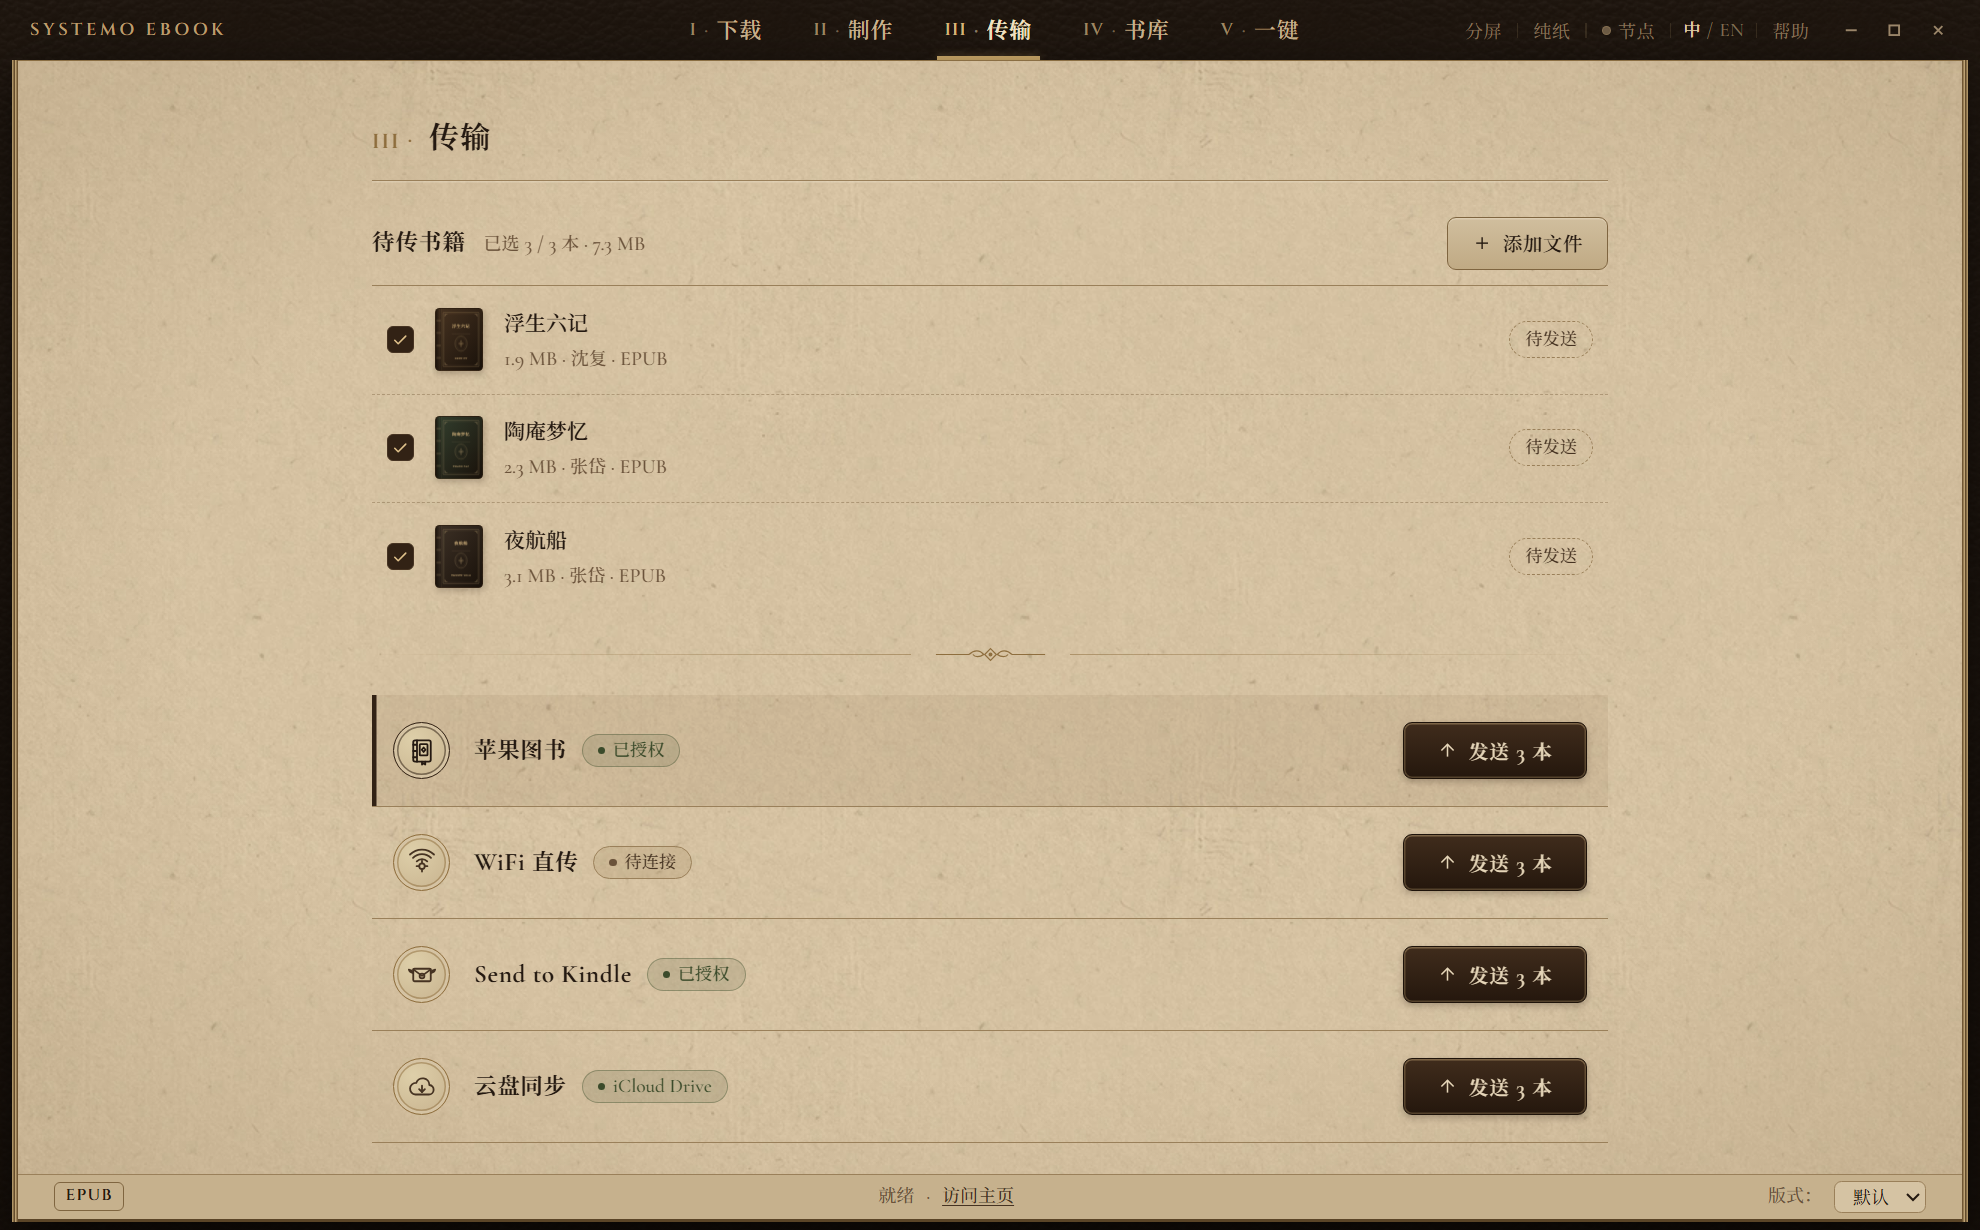 SYSTEMO EBOOK
I · 下载 II · 制作 III · 传输 IV · 书库 V · 一键
分屏 纯纸 节点 中 / EN 帮助
III · 传输
待传书籍 已选 3 / 3 本 · 7.3 MB
+ 添加文件
浮生六记
1.9 MB · 沈复 · EPUB
待发送
陶庵梦忆
2.3 MB · 张岱 · EPUB
待发送
夜航船
3.1 MB · 张岱 · EPUB
待发送
苹果图书 已授权
发送 3 本
WiFi 直传 待连接
发送 3 本
Send to Kindle 已授权
发送 3 本
云盘同步 iCloud Drive
发送 3 本
EPUB
就绪 · 访问主页
版式: 默认